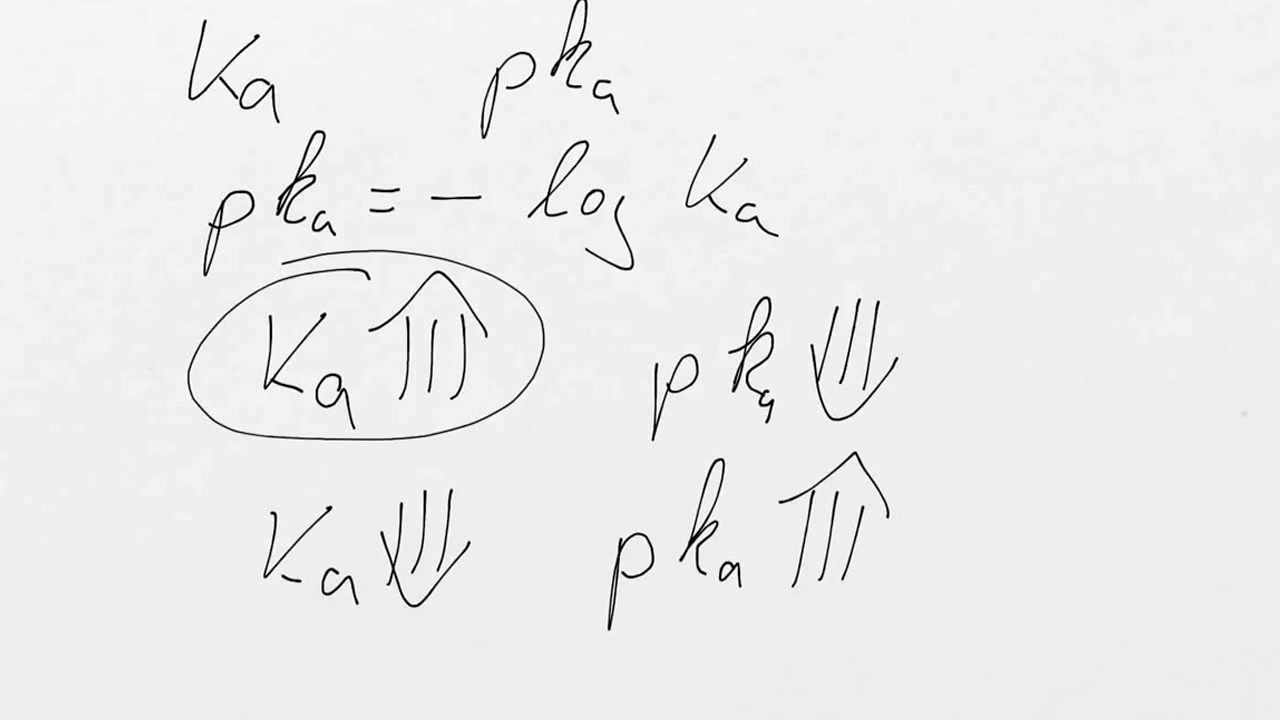 Ka pka
pka = - log Ka
Ka ⇑ pka ⇓
Ka ⇓ pka ⇑